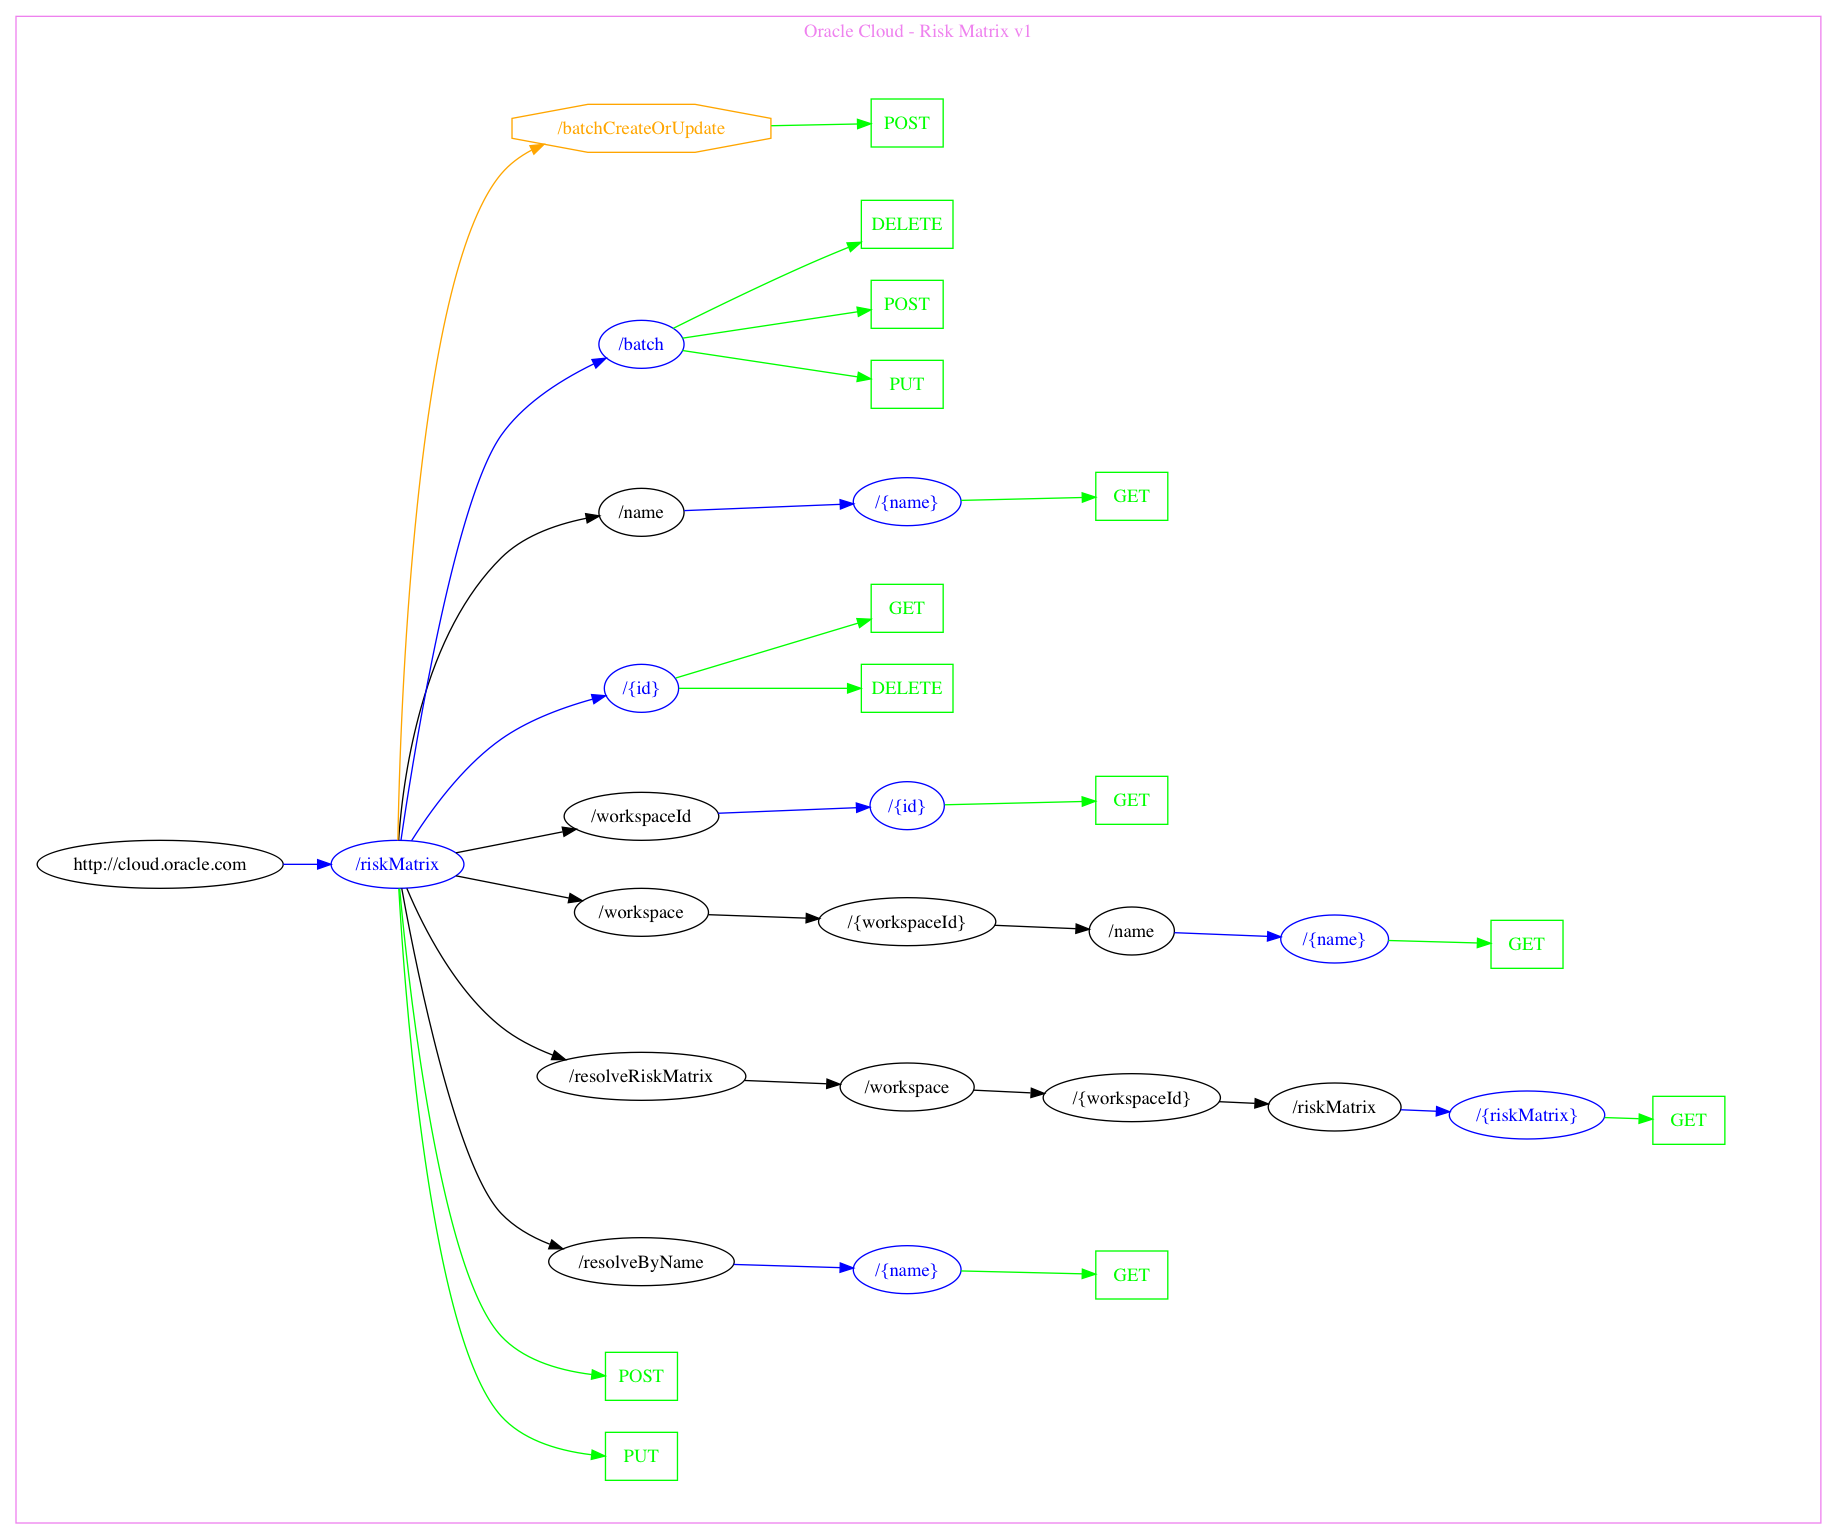 Oracle Cloud - Risk Matrix v1
/batchCreateOrUpdate
POST
DELETE
/batch
POST
PUT
/name
/{name}
GET
GET
/{id}
DELETE
/workspaceId
/{id}
GET
http://cloud.oracle.com
/riskMatrix
/workspace
/{workspaceId}
/name
/{name}
GET
/resolveRiskMatrix
/workspace
/{workspaceId}
/riskMatrix
/{riskMatrix}
GET
/resolveByName
/{name}
GET
POST
PUT